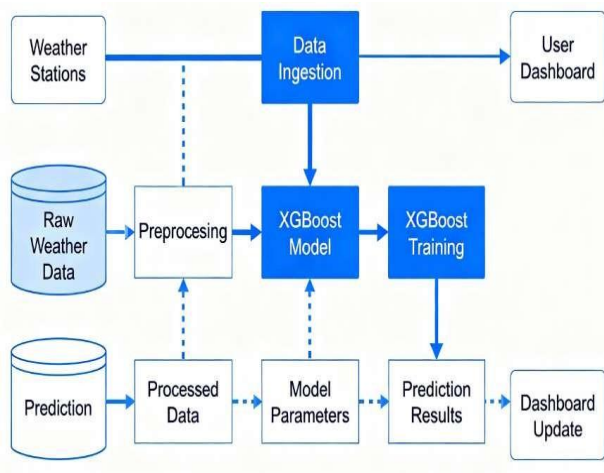 Weather
Stations
Data
Ingestion
User
Dashboard
Raw
Weather
Data
Preprocesing
XGBoost
Model
XGBoost
Training
Prediction
Processed
Data
Model
Parameters
Prediction
Results
Dashboard
Update